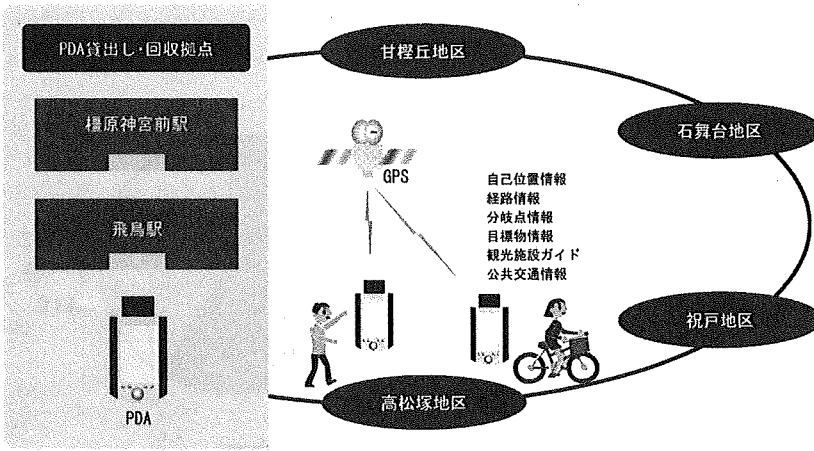 PDA貸出し・回収拠点
橿原神宮前駅
飛鳥駅
PDA
甘樫丘地区
石舞台地区
GPS
自己位置情報
経路情報
分岐点情報
目標物情報
観光施設ガイド
公共交通情報
祝戸地区
高松塚地区